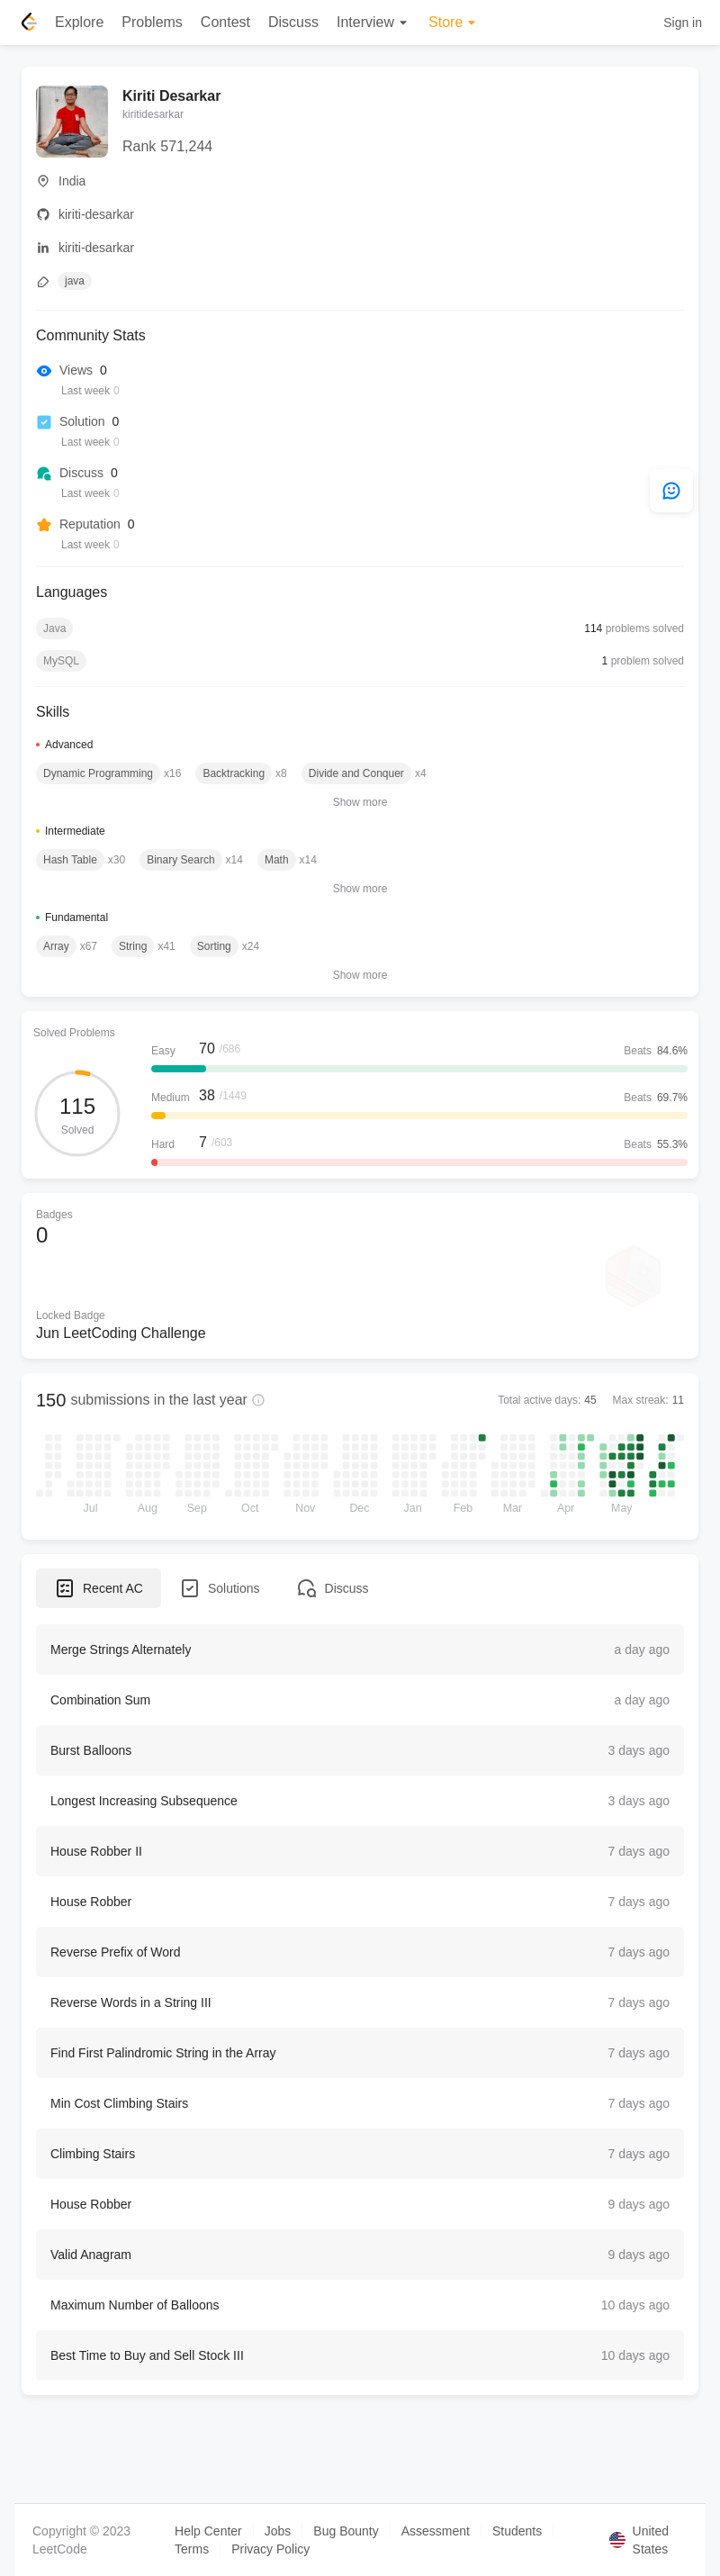 Explore Problems Contest Discuss Interview Store Sign in
Kiriti Desarkar
kiritidesarkar
Rank 571,244
India
kiriti-desarkar
kiriti-desarkar
java
Community Stats
Views 0
Last week 0
Solution 0
Last week 0
Discuss 0
Last week 0
Reputation 0
Last week 0
Languages
Java 114 problems solved
MySQL 1 problem solved
Skills
Advanced
Dynamic Programming x16 Backtracking x8 Divide and Conquer x4
Show more
Intermediate
Hash Table x30 Binary Search x14 Math x14
Show more
Fundamental
Array x67 String x41 Sorting x24
Show more
Solved Problems
115
Solved
Easy 70 /686 Beats 84.6%
Medium 38 /1449 Beats 69.7%
Hard 7 /603 Beats 55.3%
Badges
0
Locked Badge
Jun LeetCoding Challenge
150 submissions in the last year Total active days: 45 Max streak: 11
Jul Aug Sep Oct Nov Dec Jan Feb Mar Apr May
Recent AC Solutions Discuss
Merge Strings Alternately a day ago
Combination Sum a day ago
Burst Balloons 3 days ago
Longest Increasing Subsequence 3 days ago
House Robber II 7 days ago
House Robber 7 days ago
Reverse Prefix of Word 7 days ago
Reverse Words in a String III 7 days ago
Find First Palindromic String in the Array 7 days ago
Min Cost Climbing Stairs 7 days ago
Climbing Stairs 7 days ago
House Robber 9 days ago
Valid Anagram 9 days ago
Maximum Number of Balloons 10 days ago
Best Time to Buy and Sell Stock III 10 days ago
Copyright © 2023 Help Center Jobs Bug Bounty Assessment Students United
LeetCode Terms Privacy Policy States